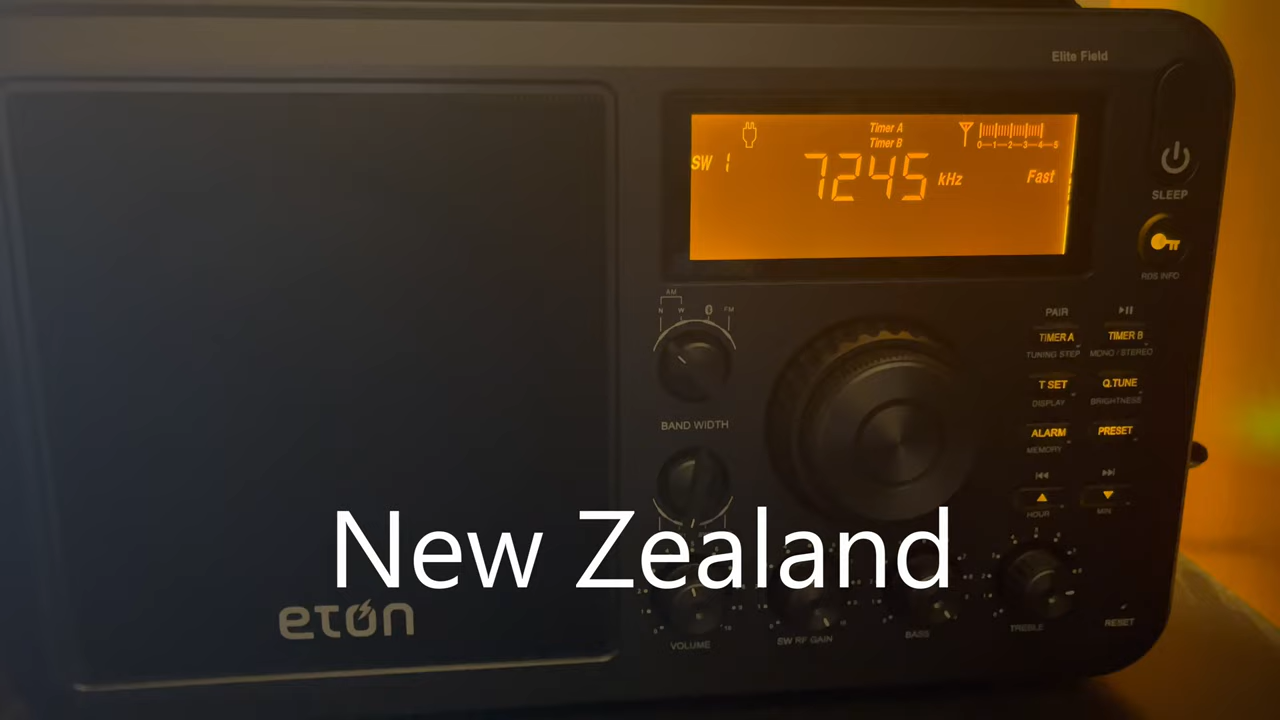 Elite Field
Timer A
Timer B
0-1-2-3-4-5
SW 1
7245 kHz
Fast
SLEEP
RDS INFO
AM
N W FM
BAND WIDTH
PAIR
TIMER A
TIMER B
TUNING STEP
MONO / STEREO
T SET
Q.TUNE
DISPLAY
BRIGHTNESS
ALARM
PRESET
MEMORY
HOUR
MIN
New Zealand
eton
VOLUME
SW RF GAIN
BASS
TREBLE
RESET